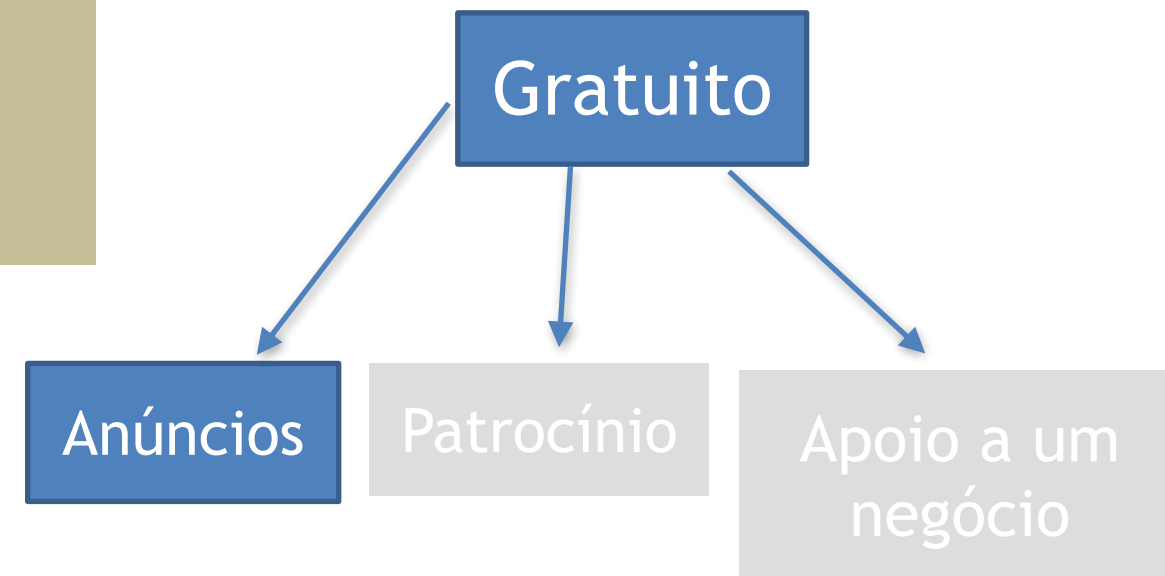 Gratuito
Anúncios
Patrocínio
Apoio a um
negócio